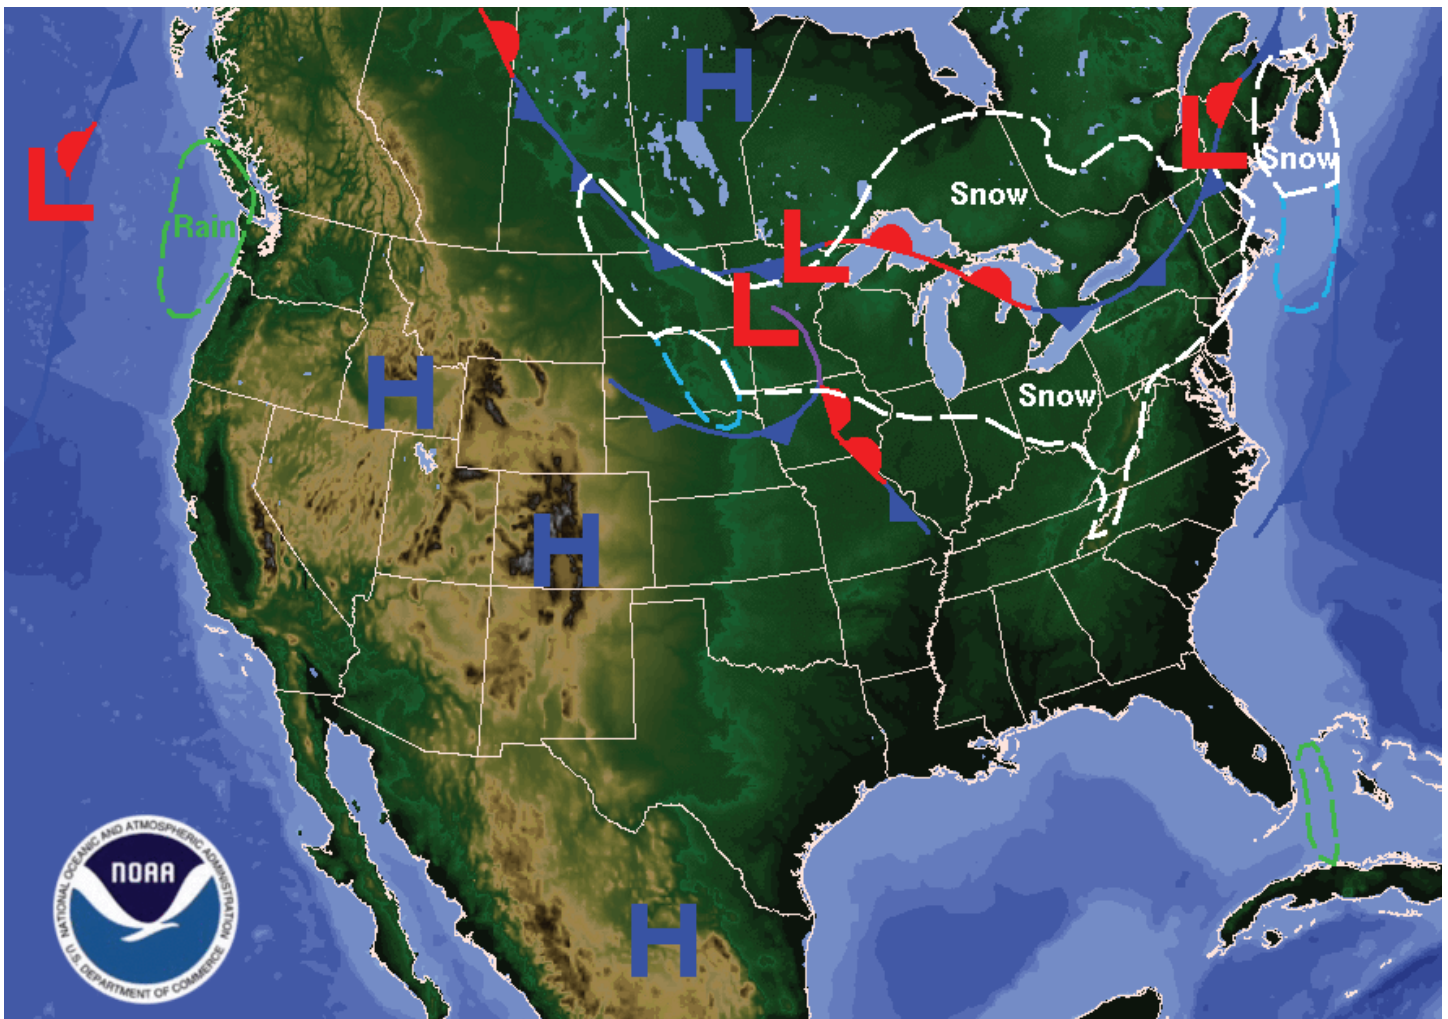 H
L
Snow
L
Snow
Rain
L
L
H
Snow
H
H
NOAA
NATIONAL OCEANIC AND ATMOSPHERIC ADMINISTRATION
U.S. DEPARTMENT OF COMMERCE